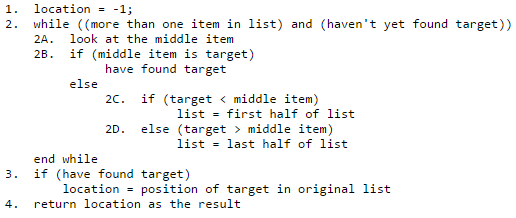 1. location = -1;
2. while ((more than one item in list) and (haven't yet found target))
2A. look at the middle item
2B. if (middle item is target)
have found target
else
2C. if (target < middle item)
list = first half of list
2D. else (target > middle item)
list = last half of list
end while
3. if (have found target)
location = position of target in original list
4. return location as the result